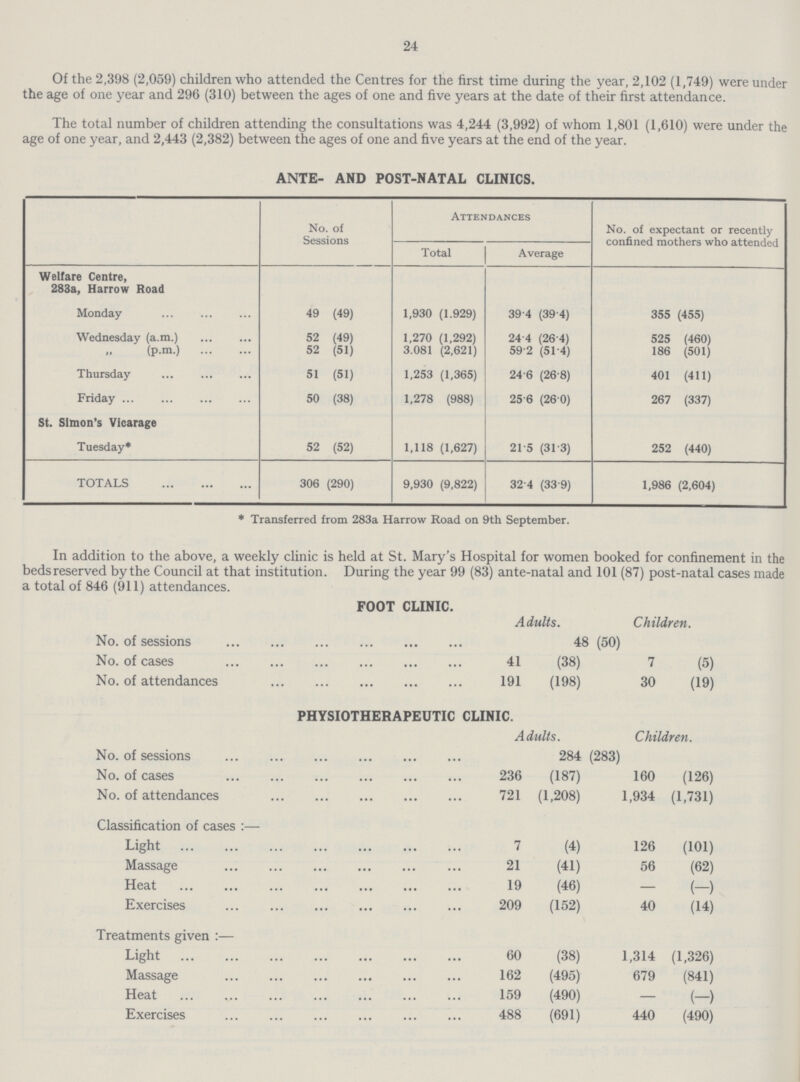 24
Of the 2,398 (2,059) children who attended the Centres for the first time during the year, 2,102 (1,749) were under
the age of one year and 296 (310) between the ages of one and five years at the date of their first attendance.
The total number of children attending the consultations was 4,244 (3,992) of whom 1,801 (1,610) were under the
age of one year, and 2,443 (2,382) between the ages of one and five years at the end of the year.
ANTE- AND POST-NATAL CLINICS.
No. of Sessions | Attendances | No. of expectant or recently confined mothers who attended
Total | Average
Welfare Centre,
283a, Harrow Road
Monday ... ... ... 49 (49) 1,930 (1.929) 39·4 (39·4) 355 (455)
Wednesday (a.m.) ... ... 52 (49) 1,270 (1,292) 24·4 (26·4) 525 (460)
„ (p.m.) ... ... 52 (51) 3.081 (2,621) 59·2 (51·4) 186 (501)
Thursday ... ... ... 51 (51) 1,253 (1,365) 24·6 (26·8) 401 (411)
Friday ... ... ... ... 50 (38) 1,278 (988) 25·6 (26·0) 267 (337)
St. Simon's Vicarage
Tuesday* 52 (52) 1,118 (1,627) 21·5 (31·3) 252 (440)
TOTALS ... ... ... 306 (290) 9,930 (9,822) 32·4 (33·9) 1,986 (2,604)
* Transferred from 283a Harrow Road on 9th September.
In addition to the above, a weekly clinic is held at St. Mary's Hospital for women booked for confinement in the
beds reserved by the Council at that institution. During the year 99 (83) ante-natal and 101 (87) post-natal cases made
a total of 846 (911) attendances.
FOOT CLINIC.
Adults. Children.
No. of sessions ... ... ... ... ... ... 48 (50)
No. of cases ... ... ... ... ... ... 41 (38) 7 (5)
No. of attendances ... ... ... ... ... 191 (198) 30 (19)
PHYSIOTHERAPEUTIC CLINIC.
Adults. Children.
No. of sessions ... ... ... ... ... ... 284 (283)
No. of cases ... ... ... ... ... ... 236 (187) 160 (126)
No. of attendances ... ... ... ... ... 721 (1,208) 1,934 (1,731)
Classification of cases :—
Light ... ... ... ... ... ... ... 7 (4) 126 (101)
Massage ... ... ... ... ... ... 21 (41) 56 (62)
Heat ... ... ... ... ... ... ... 19 (46) — (—)
Exercises ... ... ... ... ... ... 209 (152) 40 (14)
Treatments given :—
Light ... ... ... ... ... ... ... 60 (38) 1,314 (1,326)
Massage ... ... ... ... ... ... 162 (495) 679 (841)
Heat ... ... ... ... ... ... ... 159 (490) — (—)
Exercises ... ... ... ... ... ... 488 (691) 440 (490)